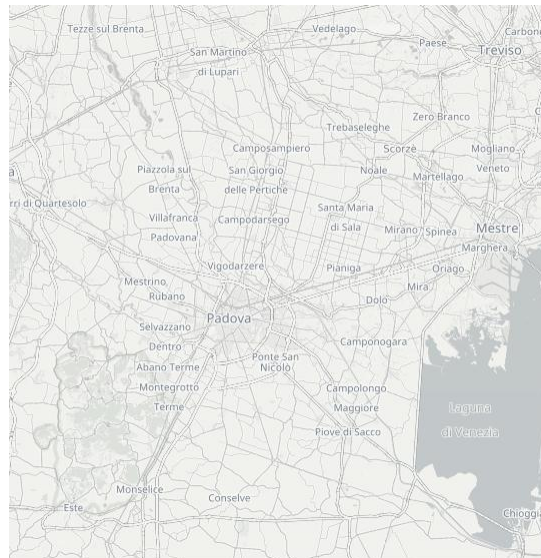 Tezze sul Brenta
Vedelago
Carbon
Paese
Treviso
San Martino
di Lupari
Zero Branco
Trebaseleghe
Camposampiero
Scorzè
Mogliano
Veneto
Piazzola sul
Brenta
San Giorgio
delle Pertiche
Noale
Martellago
rri di Quartesolo
Santa Maria
di Sala
Villafranca
Padovana
Campodarsego
Mirano
Spinea
Mestre
Marghera
Vigodarzere
Pianiga
Oriago
Mestrino
Mira
Rubano
Dolo
Padova
Selvazzano
Dentro
Camponogara
Ponte San
Nicolò
Abano Terme
Montegrotto
Terme
Campolongo
Maggiore
Laguna
di Venezia
Piove di Sacco
Monselice
Conselve
Este
Chioggi